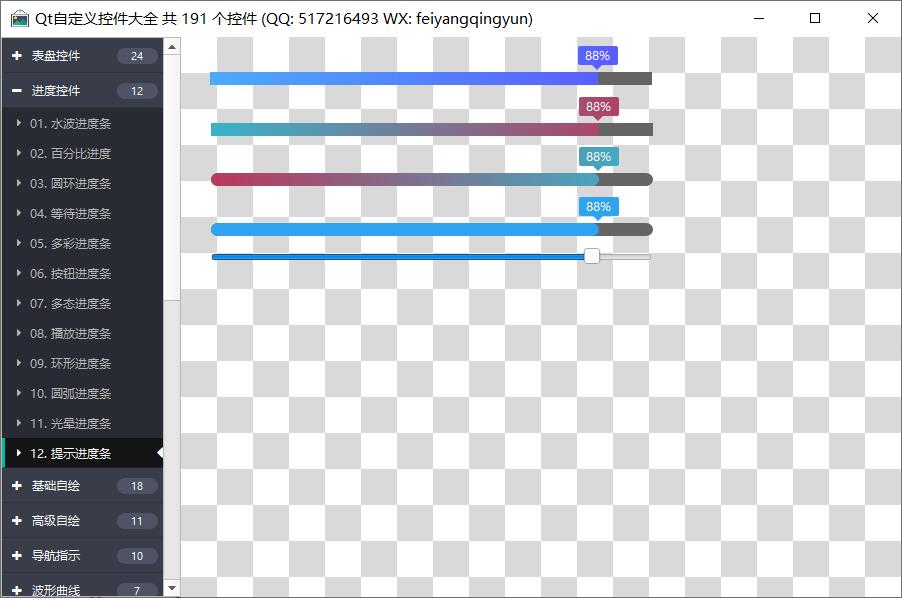 Qt自定义控件大全 共 191 个控件 (QQ: 517216493 WX: feiyangqingyun)
表盘控件 24
进度控件 12
01. 水波进度条
02. 百分比进度
03. 圆环进度条
04. 等待进度条
05. 多彩进度条
06. 按钮进度条
07. 多态进度条
08. 播放进度条
09. 环形进度条
10. 圆弧进度条
11. 光晕进度条
12. 提示进度条
基础自绘 18
高级自绘 11
导航指示 10
波形曲线 7
88%
88%
88%
88%